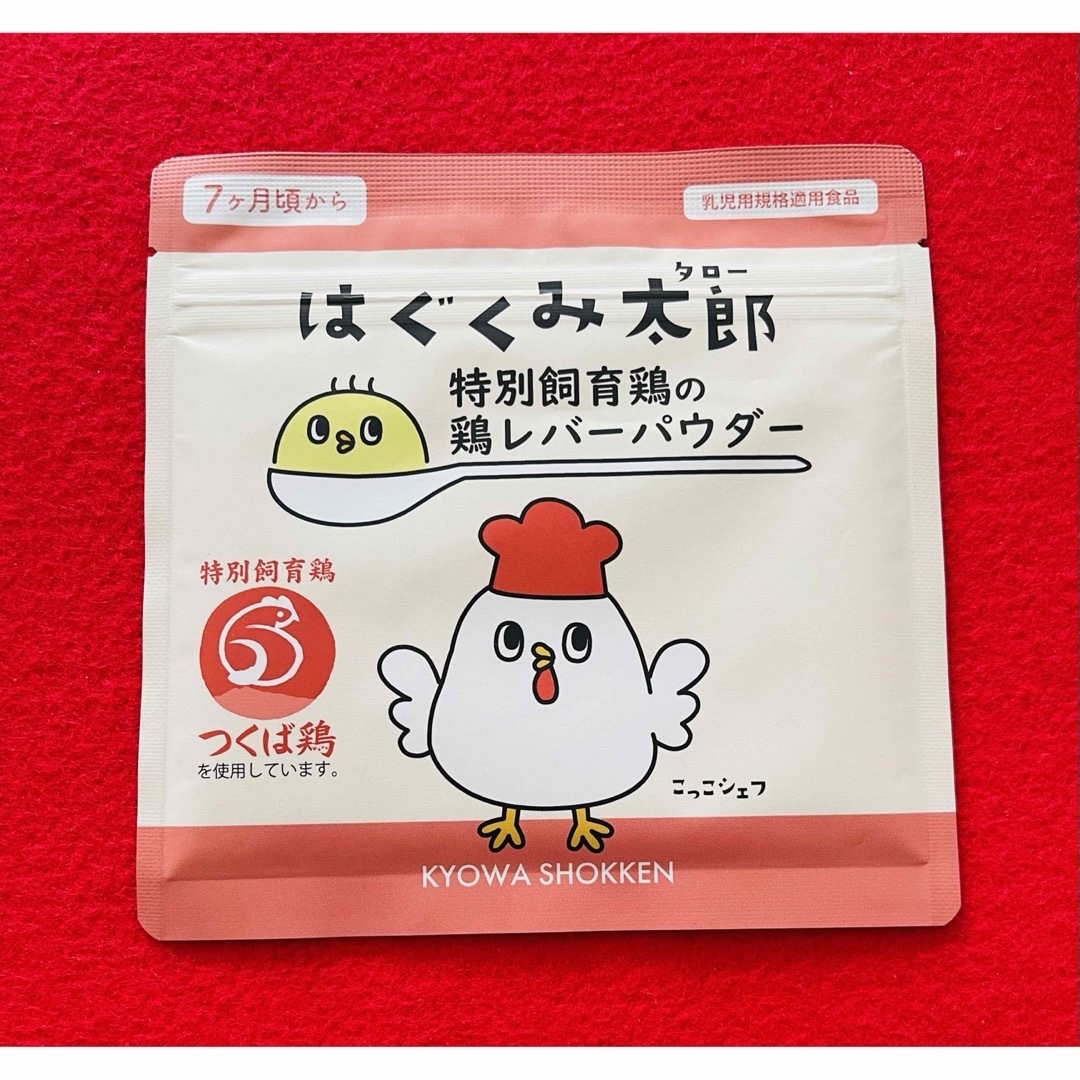 7ヶ月頃から
乳児用規格適用食品
タロー
はぐくみ太郎
特別飼育鶏の
鶏レバーパウダー
特別飼育鶏
つくば鶏
を使用しています。
こっこシェフ
KYOWA SHOKKEN